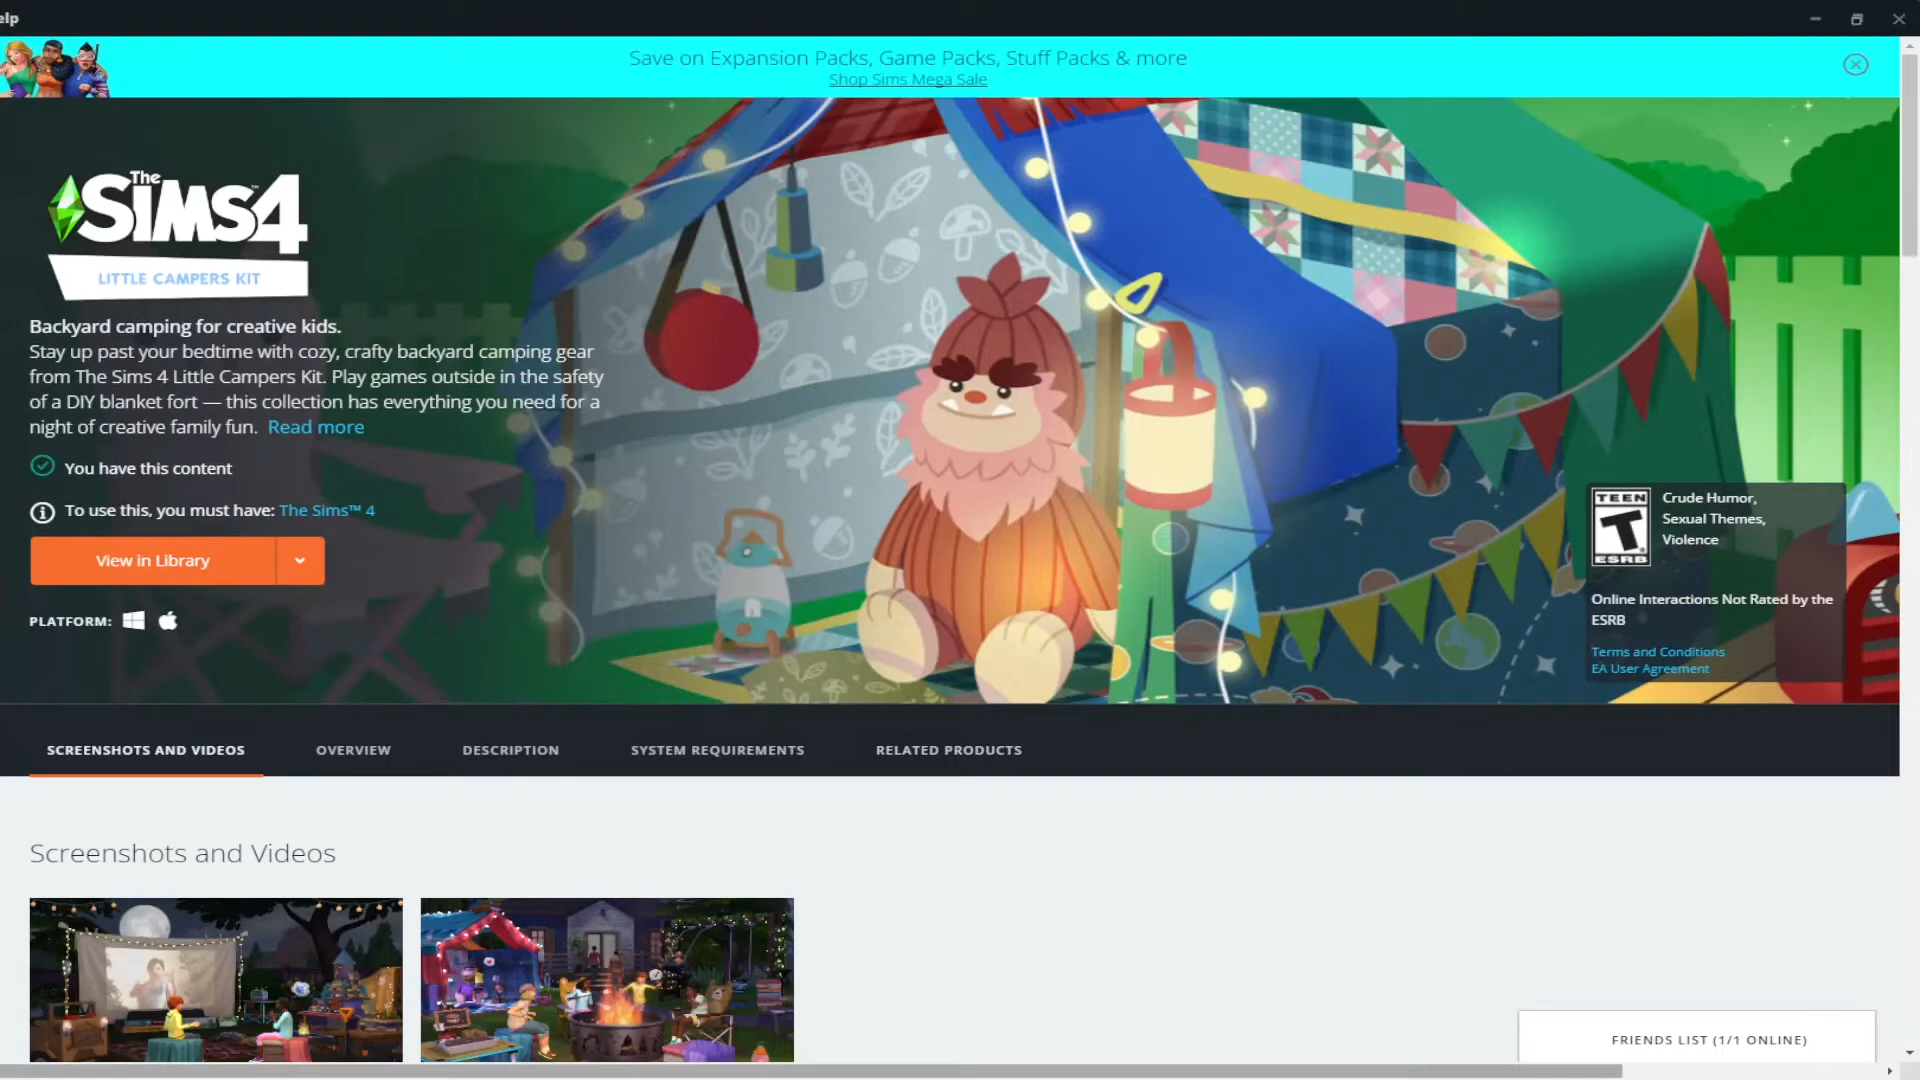 elp
Save on Expansion Packs, Game Packs, Stuff Packs & more
Shop Sims Mega Sale
The
SIMS4
LITTLE CAMPERS KIT
Backyard camping for creative kids.
Stay up past your bedtime with cozy, crafty backyard camping gear
from The Sims 4 Little Campers Kit. Play games outside in the safety
of a DIY blanket fort — this collection has everything you need for a
night of creative family fun. Read more
You have this content
To use this, you must have: The Sims™ 4
View in Library
PLATFORM:
TEEN
T
ESRB
Crude Humor,
Sexual Themes,
Violence
Online Interactions Not Rated by the
ESRB
Terms and Conditions
EA User Agreement
SCREENSHOTS AND VIDEOS
OVERVIEW
DESCRIPTION
SYSTEM REQUIREMENTS
RELATED PRODUCTS
Screenshots and Videos
FRIENDS LIST (1/1 ONLINE)